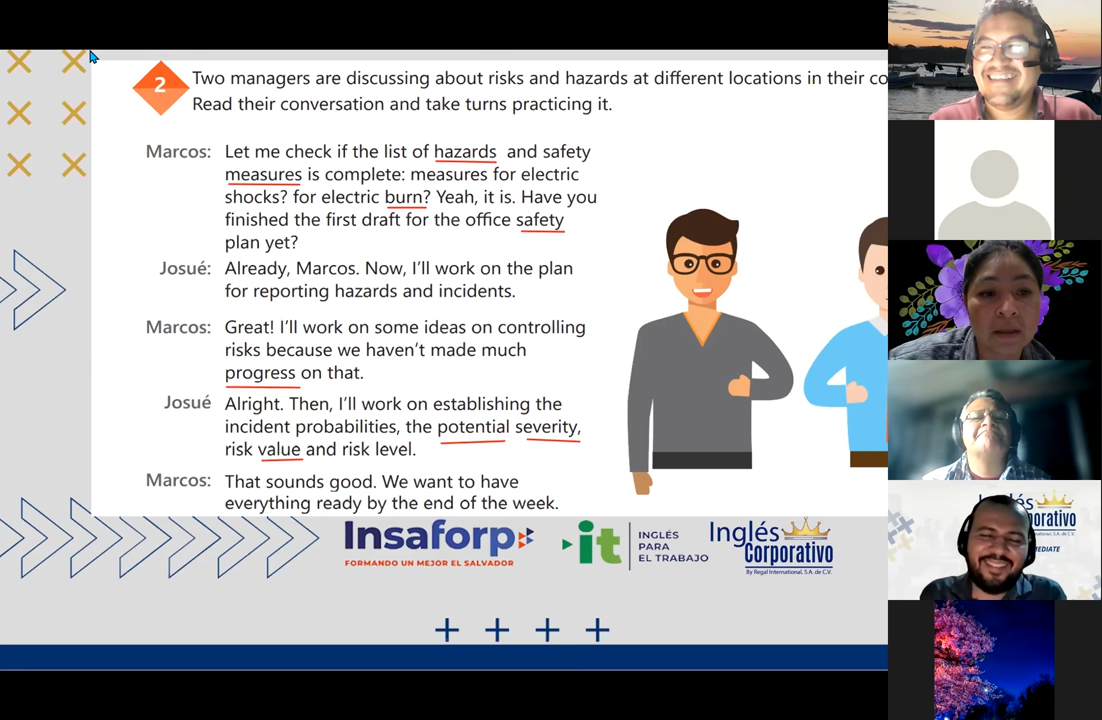 2
Two managers are discussing about risks and hazards at different locations in their co
Read their conversation and take turns practicing it.
Marcos: Let me check if the list of hazards and safety
measures is complete: measures for electric
shocks? for electric burn? Yeah, it is. Have you
finished the first draft for the office safety
plan yet?
Josué: Already, Marcos. Now, I'll work on the plan
for reporting hazards and incidents.
Marcos: Great! I'll work on some ideas on controlling
risks because we haven't made much
progress on that.
Josué Alright. Then, I'll work on establishing the
incident probabilities, the potential severity,
risk value and risk level.
Marcos: That sounds good. We want to have
everything ready by the end of the week.
Insaforp
FORMANDO UN MEJOR EL SALVADOR
it
INGLÉS
PARA
EL TRABAJO
Inglés
Corporativo
By Regal International, S.A. de C.V.
Inglés
orporativo
MEDIATE